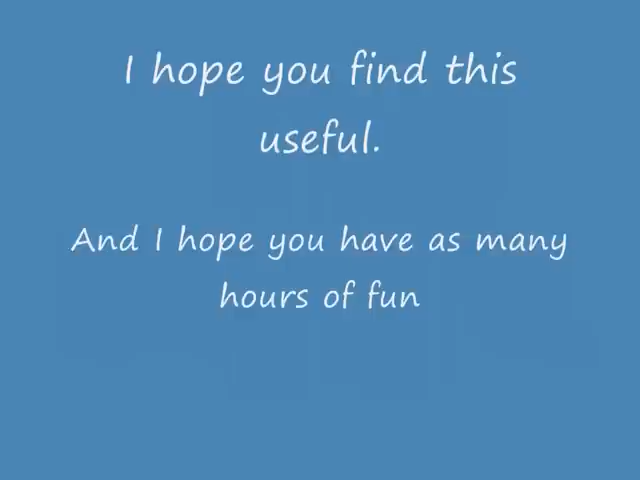 I hope you find this
useful.
And I hope you have as many
hours of fun